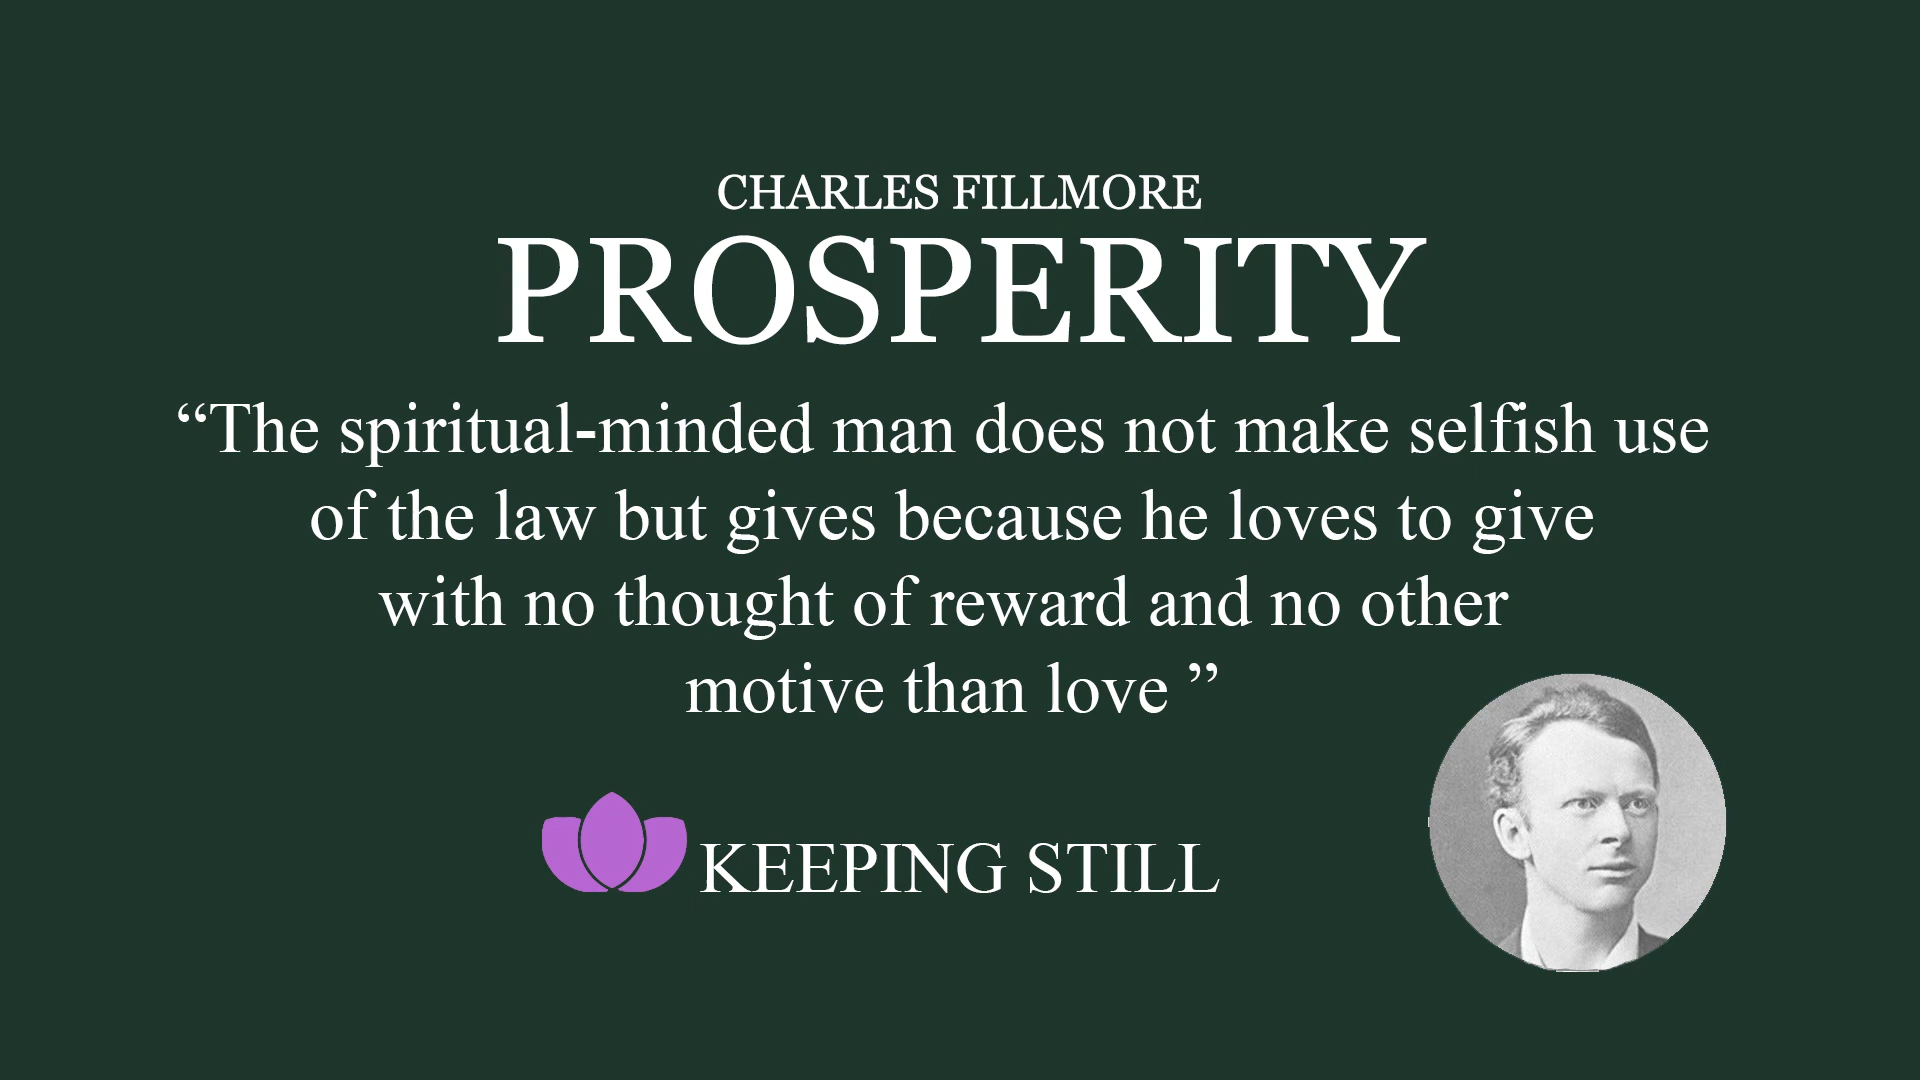 CHARLES FILLMORE
PROSPERITY
“The spiritual-minded man does not make selfish use
of the law but gives because he loves to give
with no thought of reward and no other
motive than love ”
KEEPING STILL